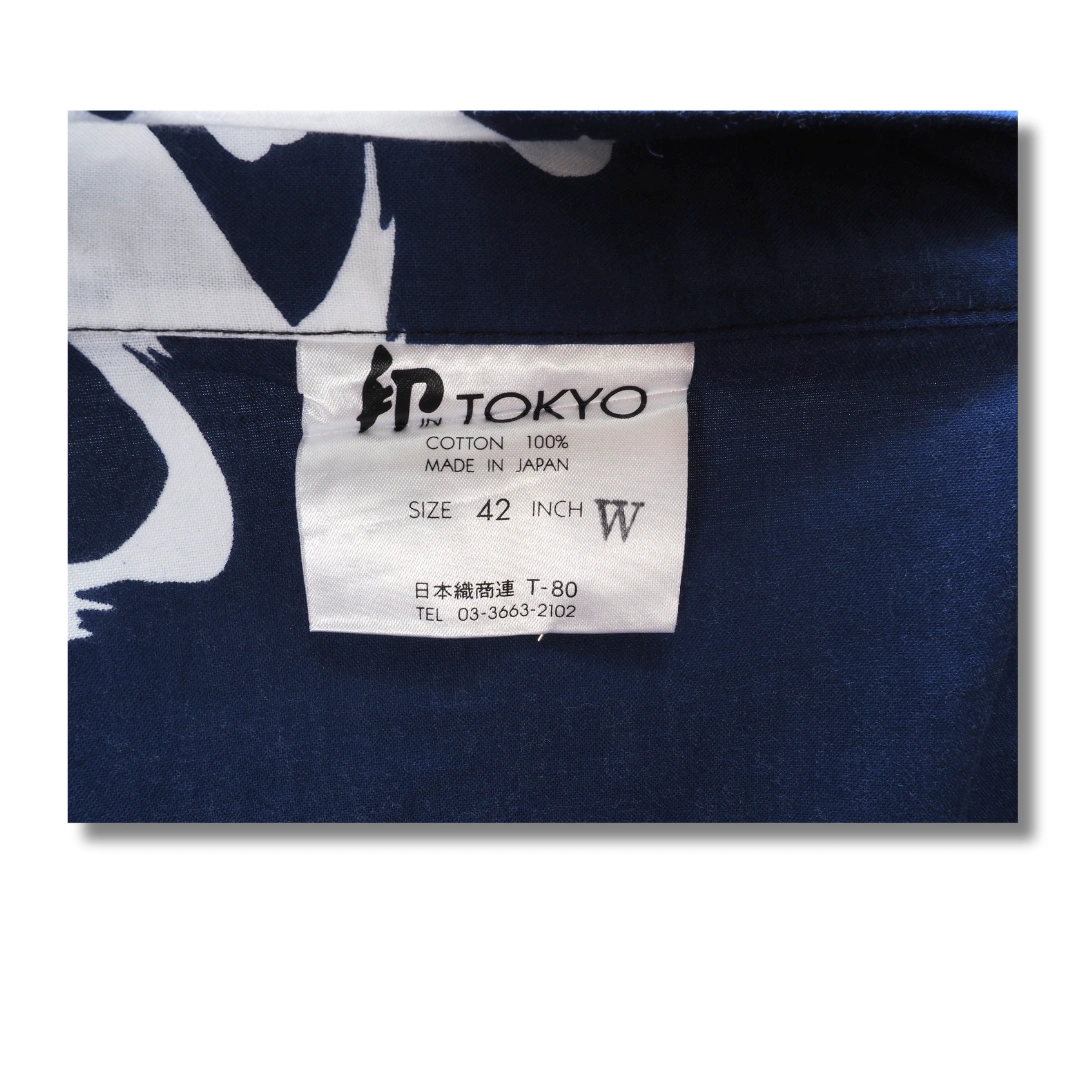 印 IN TOKYO
COTTON 100%
MADE IN JAPAN
SIZE 42 INCH W
日本織商連 T-80
TEL 03-3663-2102